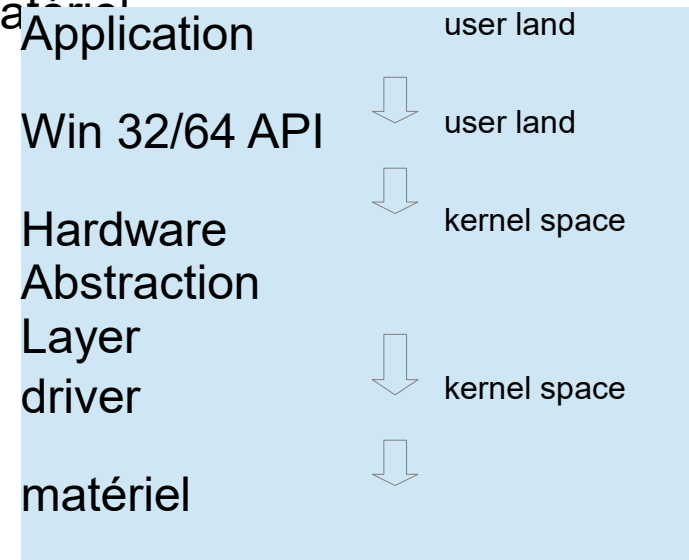 Application user land
Win 32/64 API user land
Hardware kernel space
Abstraction
Layer
driver kernel space
matériel